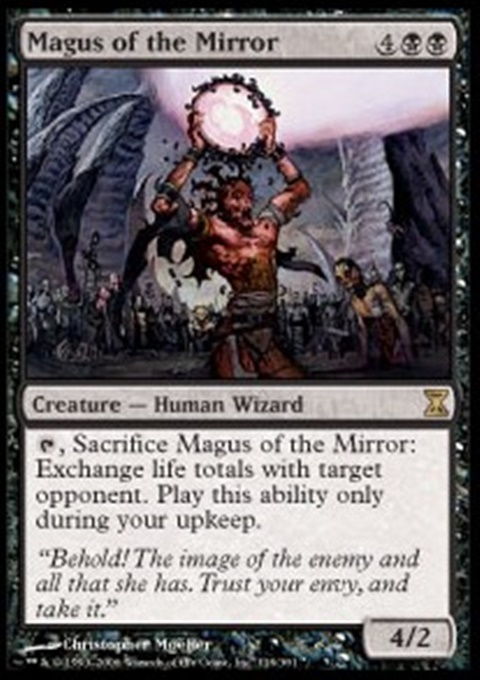 Magus of the Mirror 4
Creature — Human Wizard
, Sacrifice Magus of the Mirror:
Exchange life totals with target
opponent. Play this ability only
during your upkeep.
“Behold! The image of the enemy and
all that she has. Trust your envy, and
take it.”
4/2
Christopher Moeller